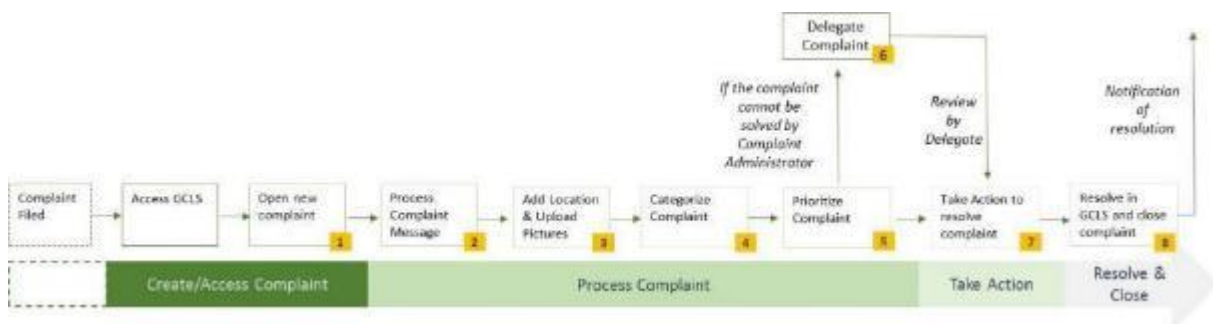 Delegate
Complaint
6
If the complaint
cannot be
solved by
Complaint
Administrator
Review
by
Delegate
Notification
of
resolution
Complaint
Filed
Access GCLS
Open new
complaint
1
Process
Complaint
Message
2
Add Location
& Upload
Pictures
3
Categorize
Complaint
4
Prioritize
Complaint
5
Take Action to
resolve
complaint
7
Resolve in
GCLS and close
complaint
8
Create/Access Complaint
Process Complaint
Take Action
Resolve &
Close